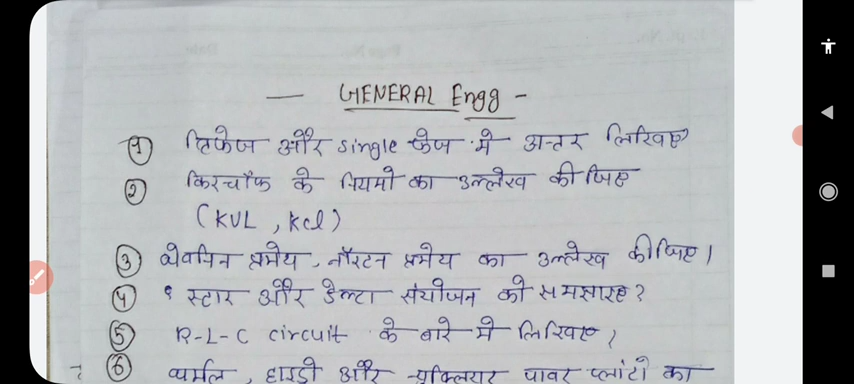 — GENERAL Engg -
① त्रिफेज और single फेज में अन्तर लिखिए
② किरचॉफ के नियमो का उल्लेख कीजिए
(KVL, KCL)
③ थेवनिन प्रमेय, नॉर्टन प्रमेय का उल्लेख कीजिए।
④ स्टार और डेल्टा संयोजन को समझाइए?
⑤ R-L-C circuit के बारे मे लिखिए,
⑥ थर्मल, हाइड्रो और न्यूक्लियर पावर प्लांटो का